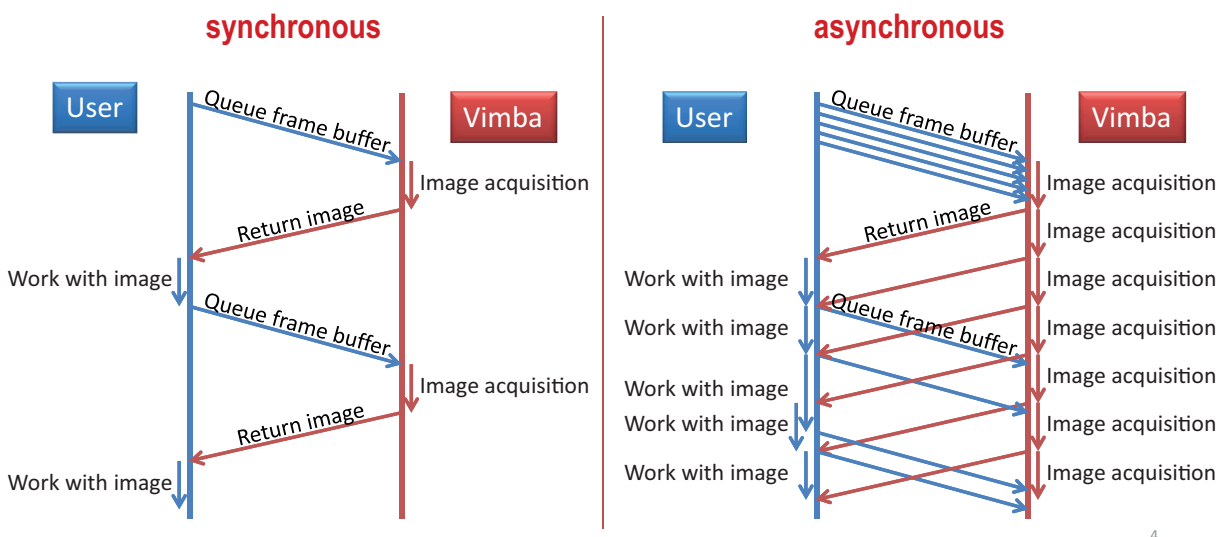 synchronous
User
Vimba
Queue frame buffer
Image acquisition
Return image
Work with image
Queue frame buffer
Image acquisition
Return image
Work with image
asynchronous
User
Vimba
Queue frame buffer
Image acquisition
Return image
Image acquisition
Work with image
Image acquisition
Work with image
Queue frame buffer
Image acquisition
Work with image
Image acquisition
Work with image
Image acquisition
Work with image
Image acquisition
4